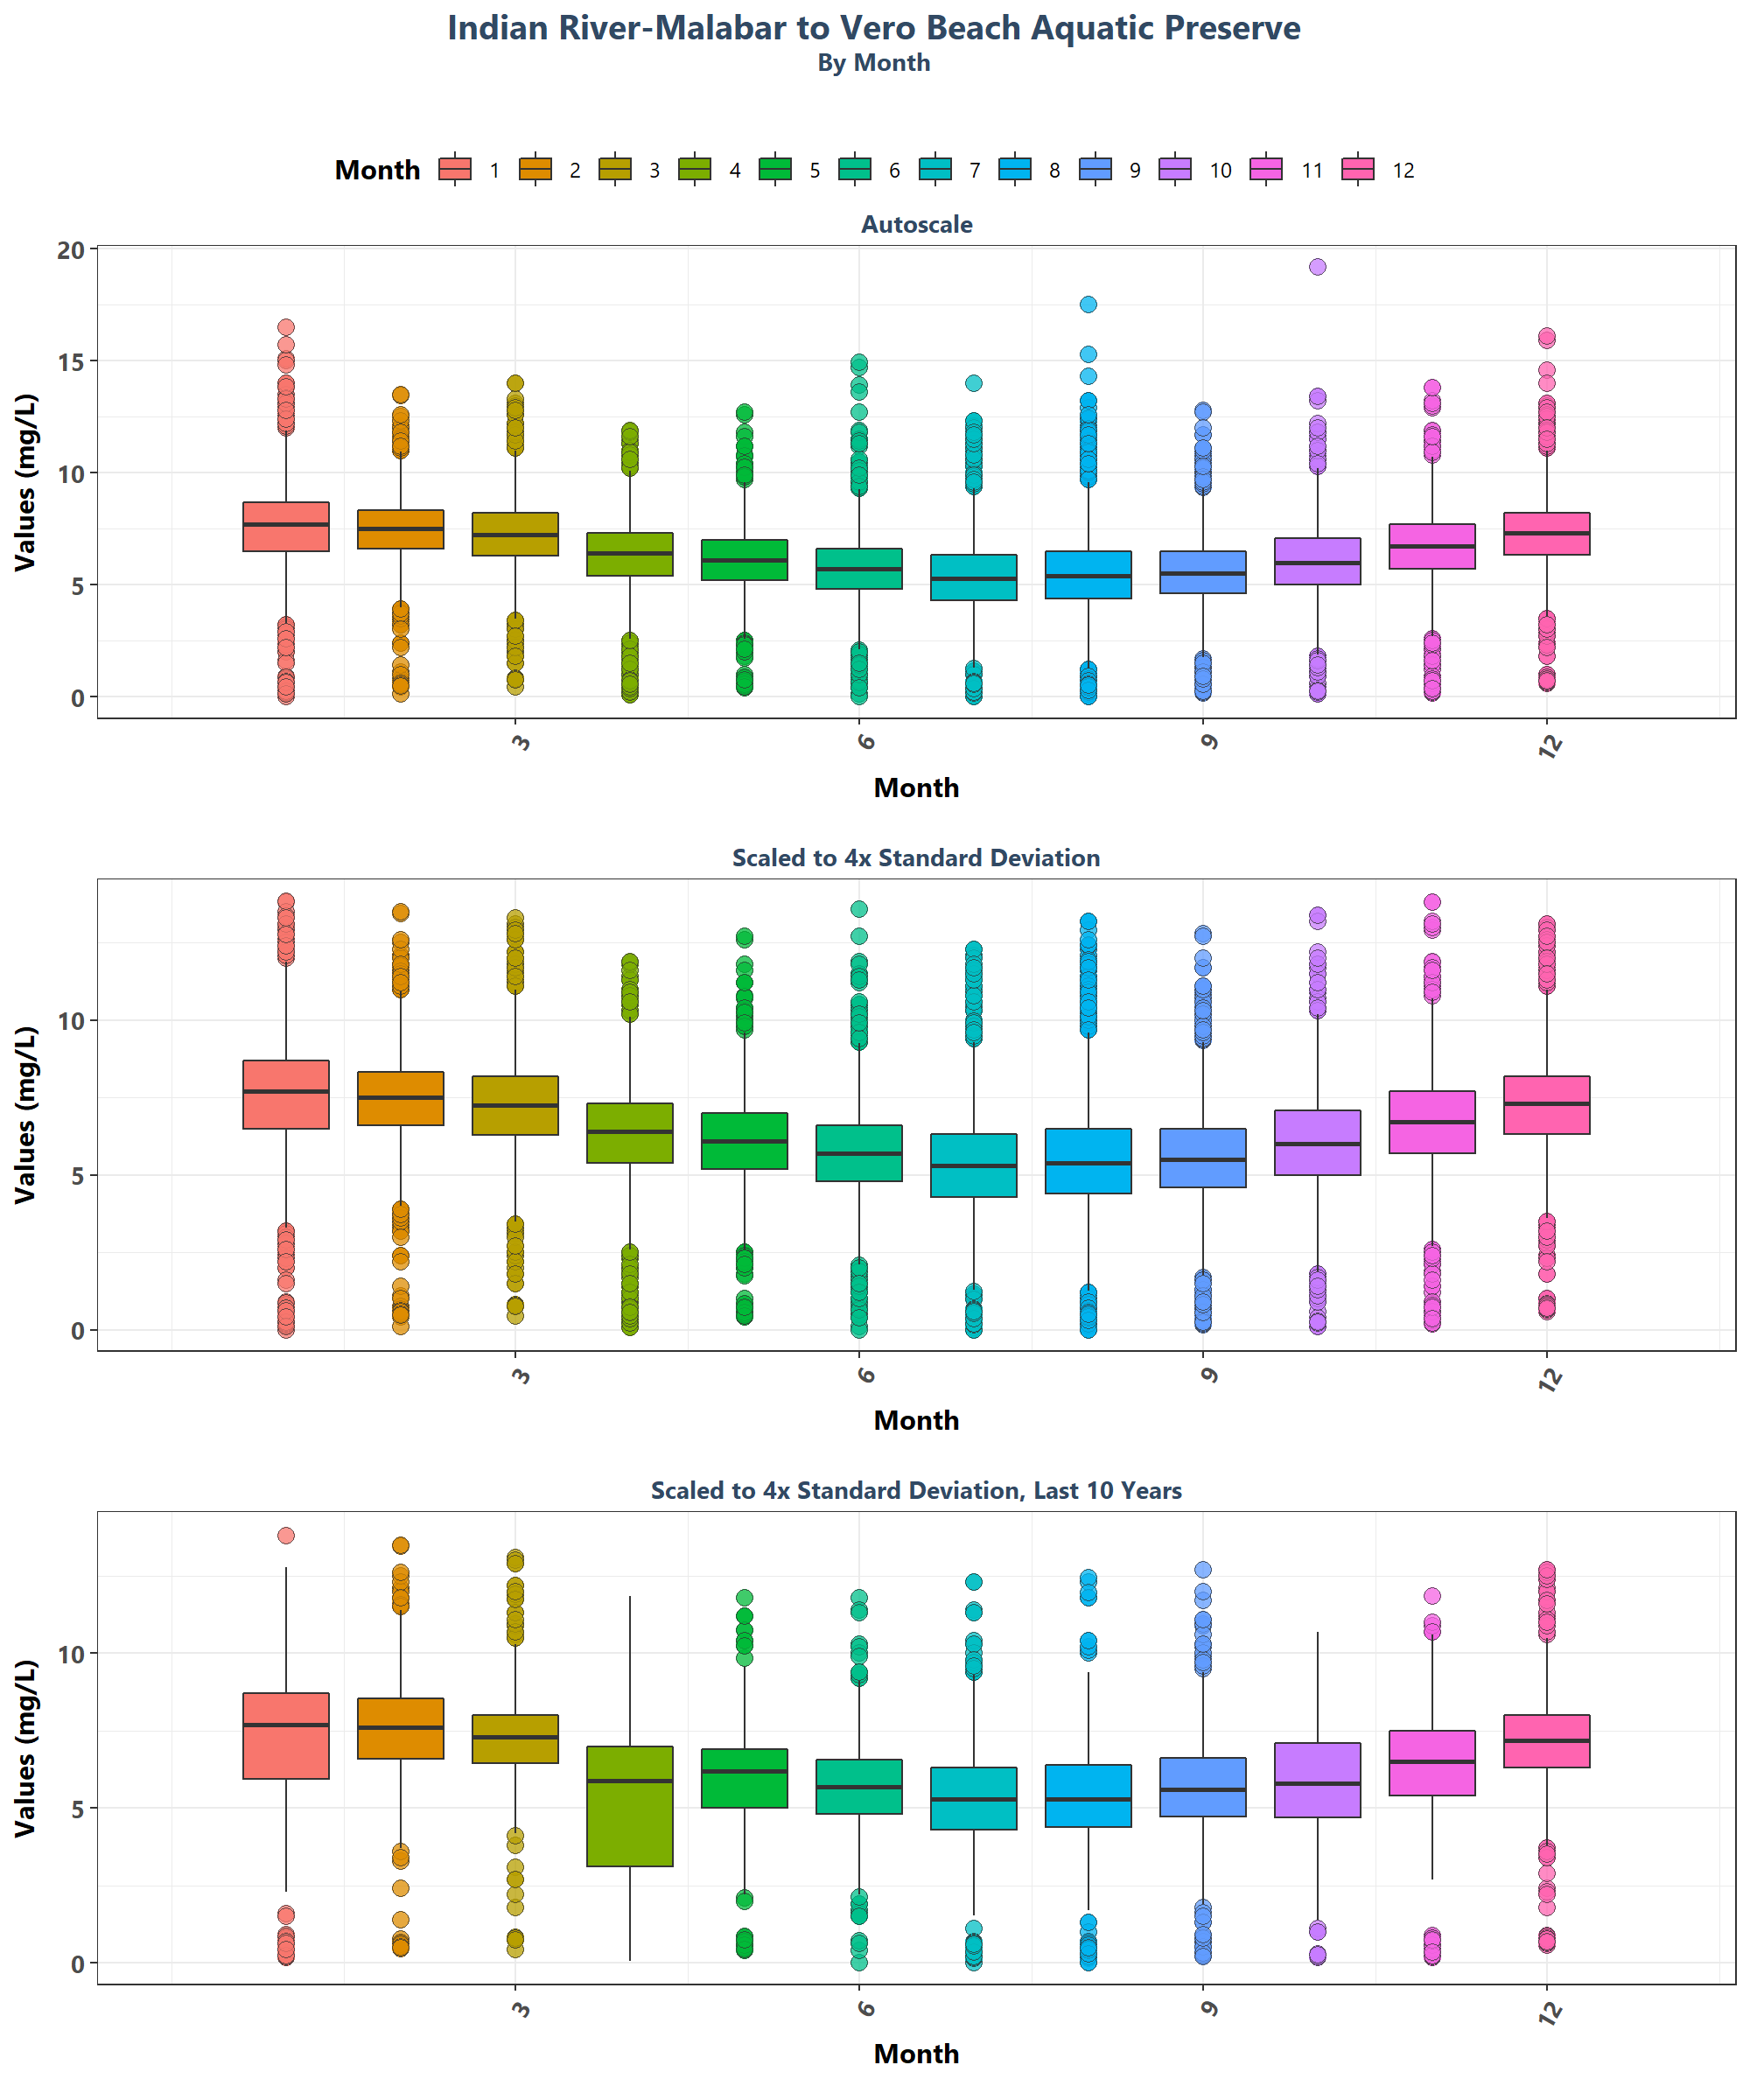 Indian River-Malabar to Vero Beach Aquatic Preserve
By Month
Month 1 2 3 4 5 6 7 8 9 10 11 12
Autoscale
Values (mg/L)
20
15
10
5
0
3 6 9 12
Month
Scaled to 4x Standard Deviation
Values (mg/L)
10
5
0
3 6 9 12
Month
Scaled to 4x Standard Deviation, Last 10 Years
Values (mg/L)
10
5
0
3 6 9 12
Month